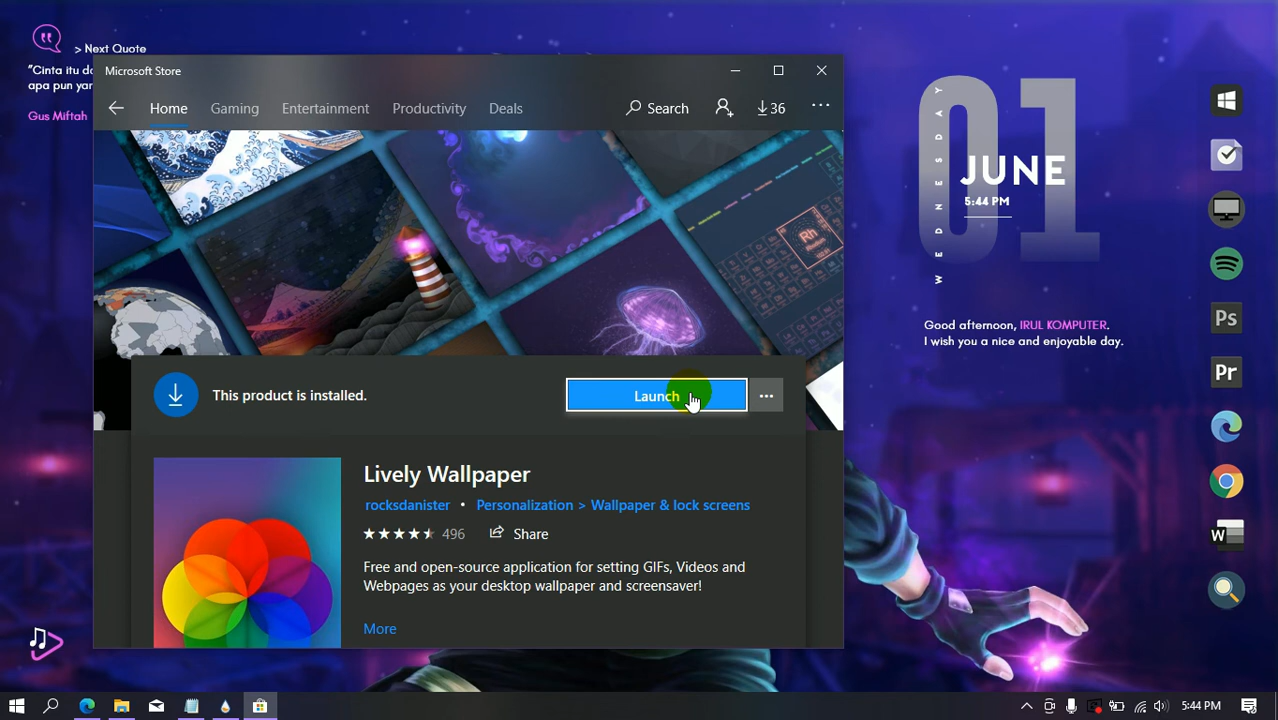 > Next Quote
"Cinta itu d
apa pun yar
Gus Miftah
Microsoft Store
Home
Gaming
Entertainment
Productivity
Deals
Search
36
This product is installed.
Launch
Lively Wallpaper
rocksdanister • Personalization > Wallpaper & lock screens
496
Share
Free and open-source application for setting GIFs, Videos and
Webpages as your desktop wallpaper and screensaver!
More
Rh
01
WEDNESDAY
JUNE
5:44 PM
Good afternoon, IRUL KOMPUTER.
I wish you a nice and enjoyable day.
Ps
Pr
W
5:44 PM